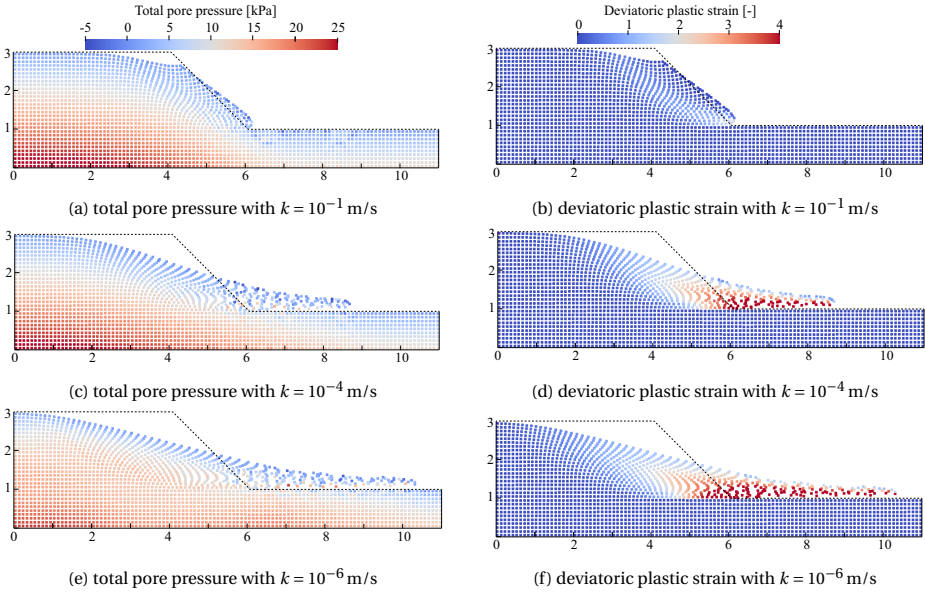 Total pore pressure [kPa]
-5 0 5 10 15 20 25
Deviatoric plastic strain [-]
0 1 2 3 4
3
2
1
0 2 4 6 8 10
3
2
1
0
0 2 4 6 8 10
(a) total pore pressure with k = 10⁻¹ m/s
(b) deviatoric plastic strain with k = 10⁻¹ m/s
3
2
1
0
0 2 4 6 8 10
3
2
1
0
0 2 4 6 8 10
(c) total pore pressure with k = 10⁻⁴ m/s
(d) deviatoric plastic strain with k = 10⁻⁴ m/s
3
2
1
0
0 2 4 6 8 10
3
2
1
0
0 2 4 6 8 10
(e) total pore pressure with k = 10⁻⁶ m/s
(f) deviatoric plastic strain with k = 10⁻⁶ m/s